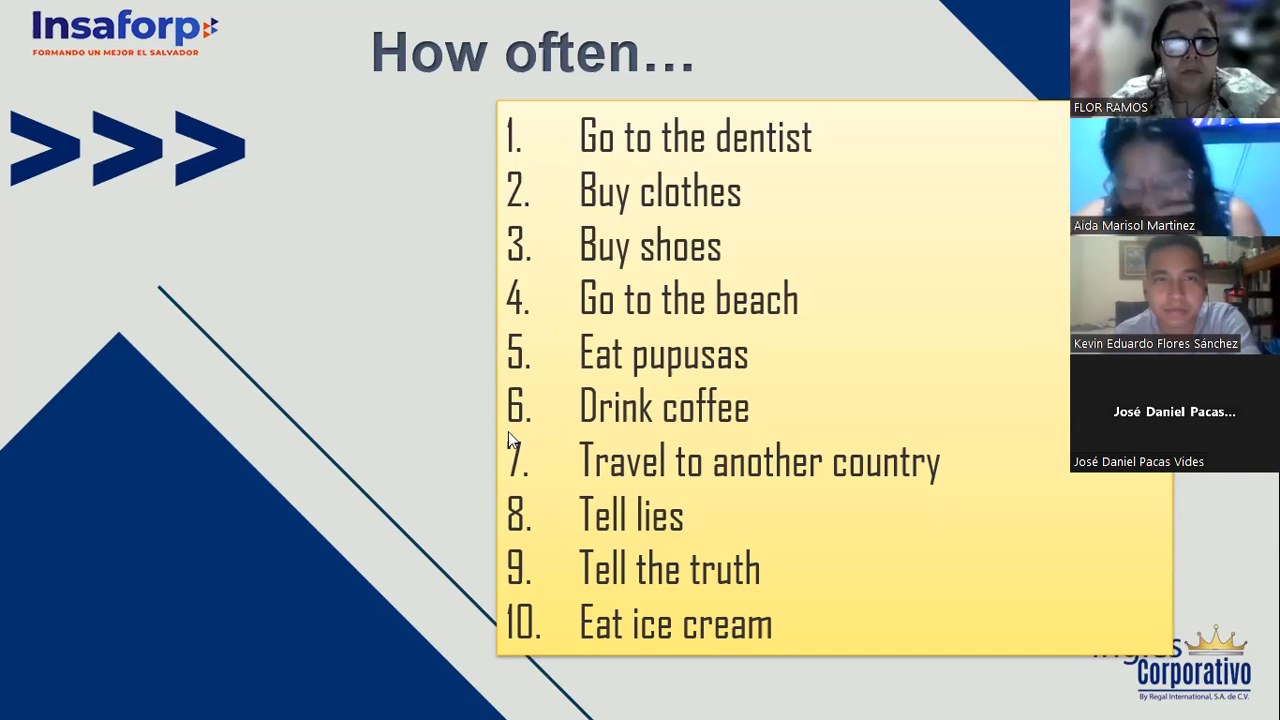 Insaforp
FORMANDO UN MEJOR EL SALVADOR
How often...
>>>
1. Go to the dentist
2. Buy clothes
3. Buy shoes
4. Go to the beach
5. Eat pupusas
6. Drink coffee
7. Travel to another country
8. Tell lies
9. Tell the truth
10. Eat ice cream
FLOR RAMOS
Aida Marisol Martinez
Kevin Eduardo Flores Sánchez
José Daniel Pacas...
José Daniel Pacas Vides
Corporativo
By Regal International, S.A. de C.V.